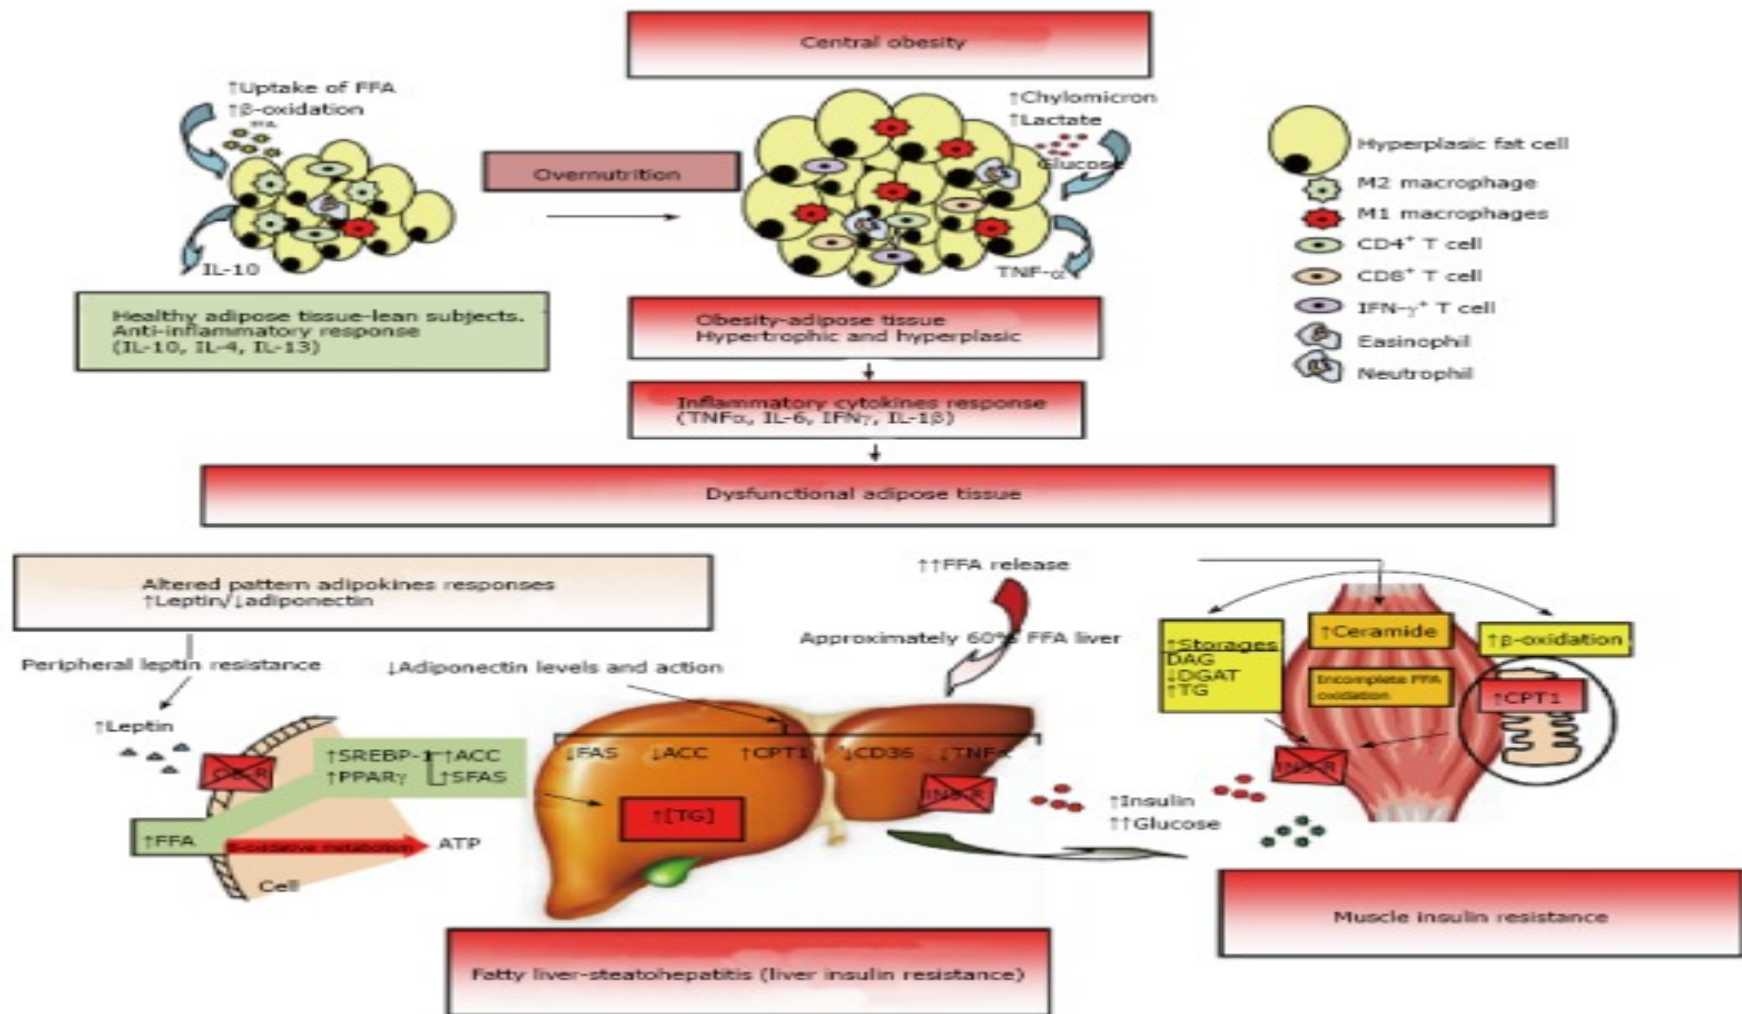 Central obesity
↑Uptake of FFA
↑β-oxidation
↑Chylomicron
↑Lactate
Glucose
Overnutrition
IL-10
TNF-α
Hyperplasic fat cell
M2 macrophage
M1 macrophages
CD4⁺ T cell
CD8⁺ T cell
IFN-γ⁺ T cell
Easinophil
Neutrophil
Healthy adipose tissue-lean subjects.
Anti-inflammatory response
(IL-10, IL-4, IL-13)
Obesity-adipose tissue
Hypertrophic and hyperplasic
Inflammatory cytokines response
(TNFα, IL-6, IFNγ, IL-1β)
Dysfunctional adipose tissue
Altered pattern adipokines responses
↑Leptin/↓adiponectin
↑↑FFA release
Approximately 60% FFA liver
Peripheral leptin resistance
↓Adiponectin levels and action
↑Leptin
↑SREBP-1
↑ACC
↑PPARγ
↑SFAS
↑FFA
β-oxidative metabolism
ATP
Cell
↓FAS ↓ACC ↑CPT1 ↓CD36 ↓TNFα
↑[TG]
INS-R
↑Insulin
↑↑Glucose
↑Storages
DAG
↓DGAT
↑TG
↑Ceramide
Incomplete FFA
oxidation
↑β-oxidation
↑CPT1
INS-R
Muscle insulin resistance
Fatty liver-steatohepatitis (liver insulin resistance)